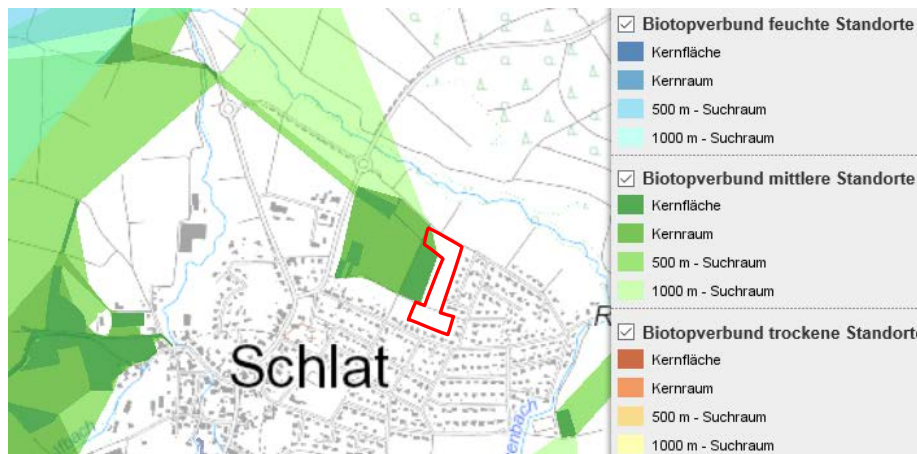 Biotopverbund feuchte Standorte
Kernfläche
Kernraum
500 m - Suchraum
1000 m - Suchraum
Biotopverbund mittlere Standorte
Kernfläche
Kernraum
500 m - Suchraum
1000 m - Suchraum
Biotopverbund trockene Standorte
Kernfläche
Kernraum
500 m - Suchraum
1000 m - Suchraum
R
Schlat